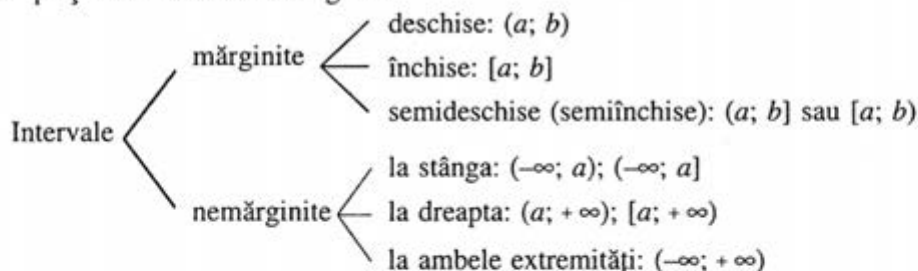 deschise: (a; b)
mărginite
închise: [a; b]
semideschise (semiînchise): (a; b] sau [a; b)
Intervale
la stânga: (–∞; a); (–∞; a]
nemărginite
la dreapta: (a; + ∞); [a; + ∞)
la ambele extremități: (–∞; + ∞)